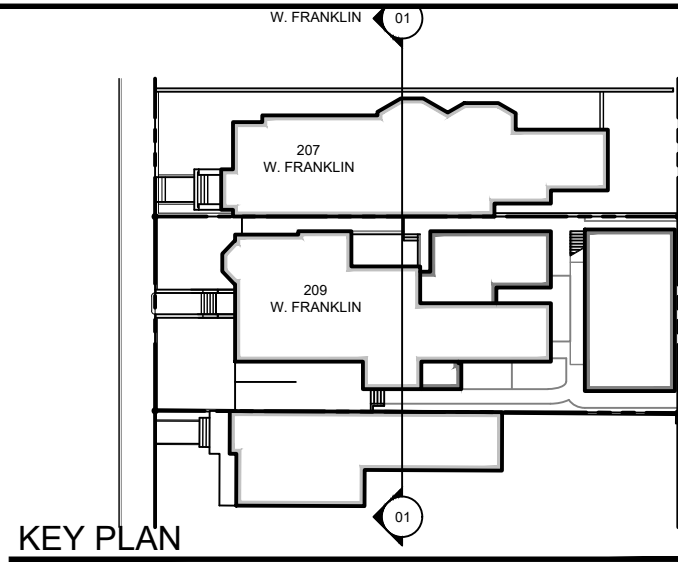 W. FRANKLIN 01
207
W. FRANKLIN
209
W. FRANKLIN
01
KEY PLAN